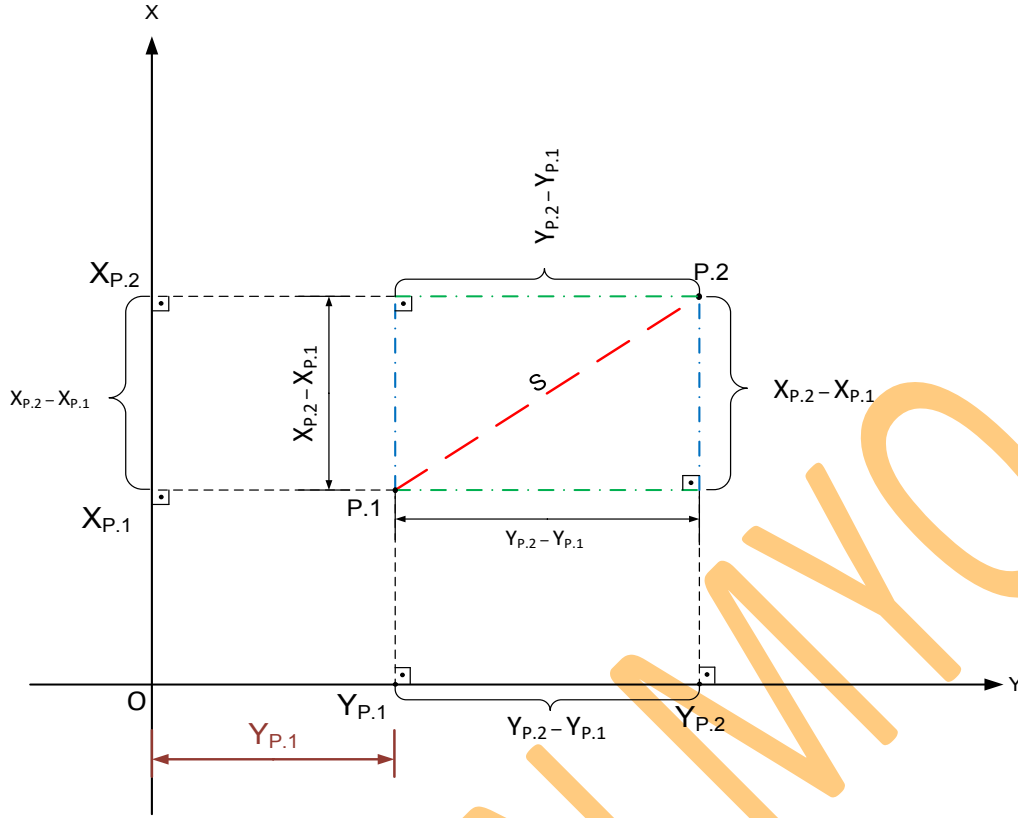 X
Y_P.2 – Y_P.1
X_P.2
P.2
X_P.2 – X_P.1
X_P.2 – X_P.1
S
X_P.2 – X_P.1
X_P.1
P.1
Y_P.2 – Y_P.1
O
Y_P.1
Y_P.2 – Y_P.1
Y_P.2
Y
Y_P.1
MYO